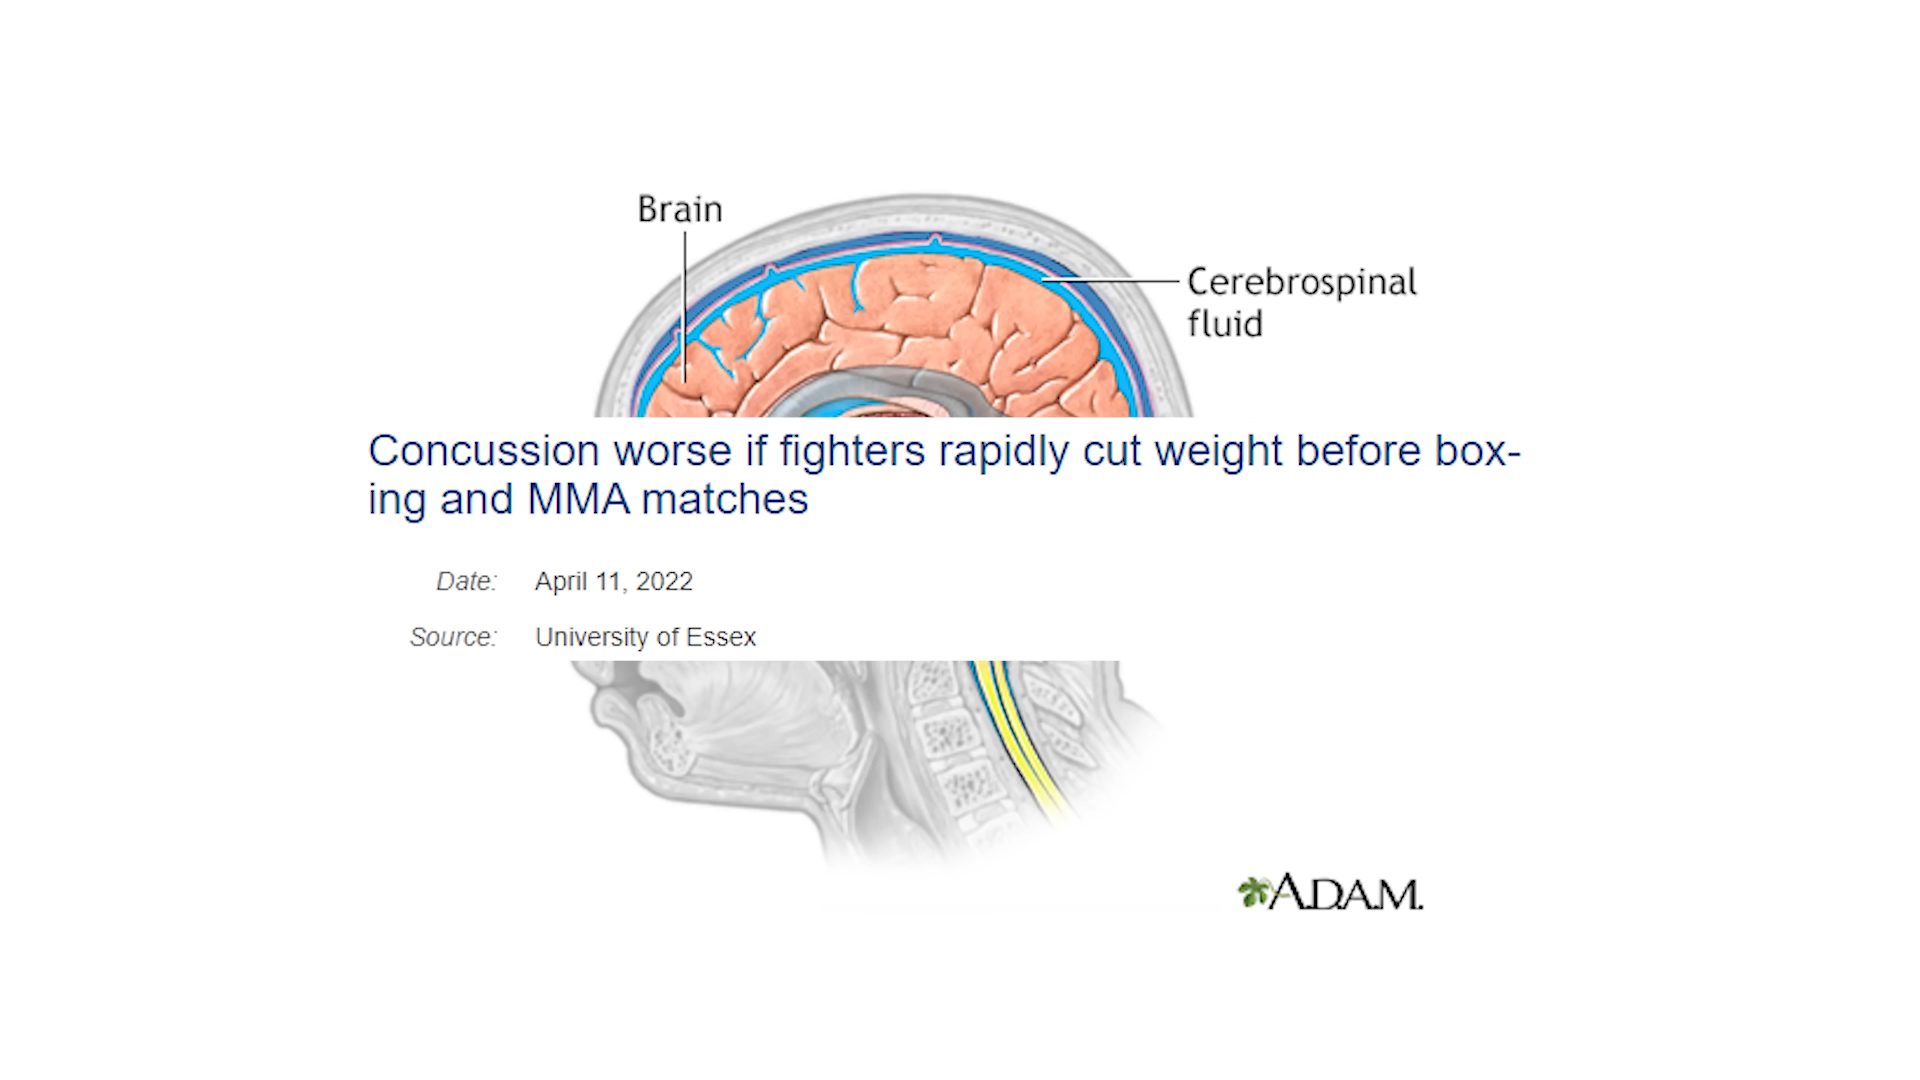 Brain
Cerebrospinal
fluid
Concussion worse if fighters rapidly cut weight before box-
ing and MMA matches
Date: April 11, 2022
Source: University of Essex
A.D.A.M.